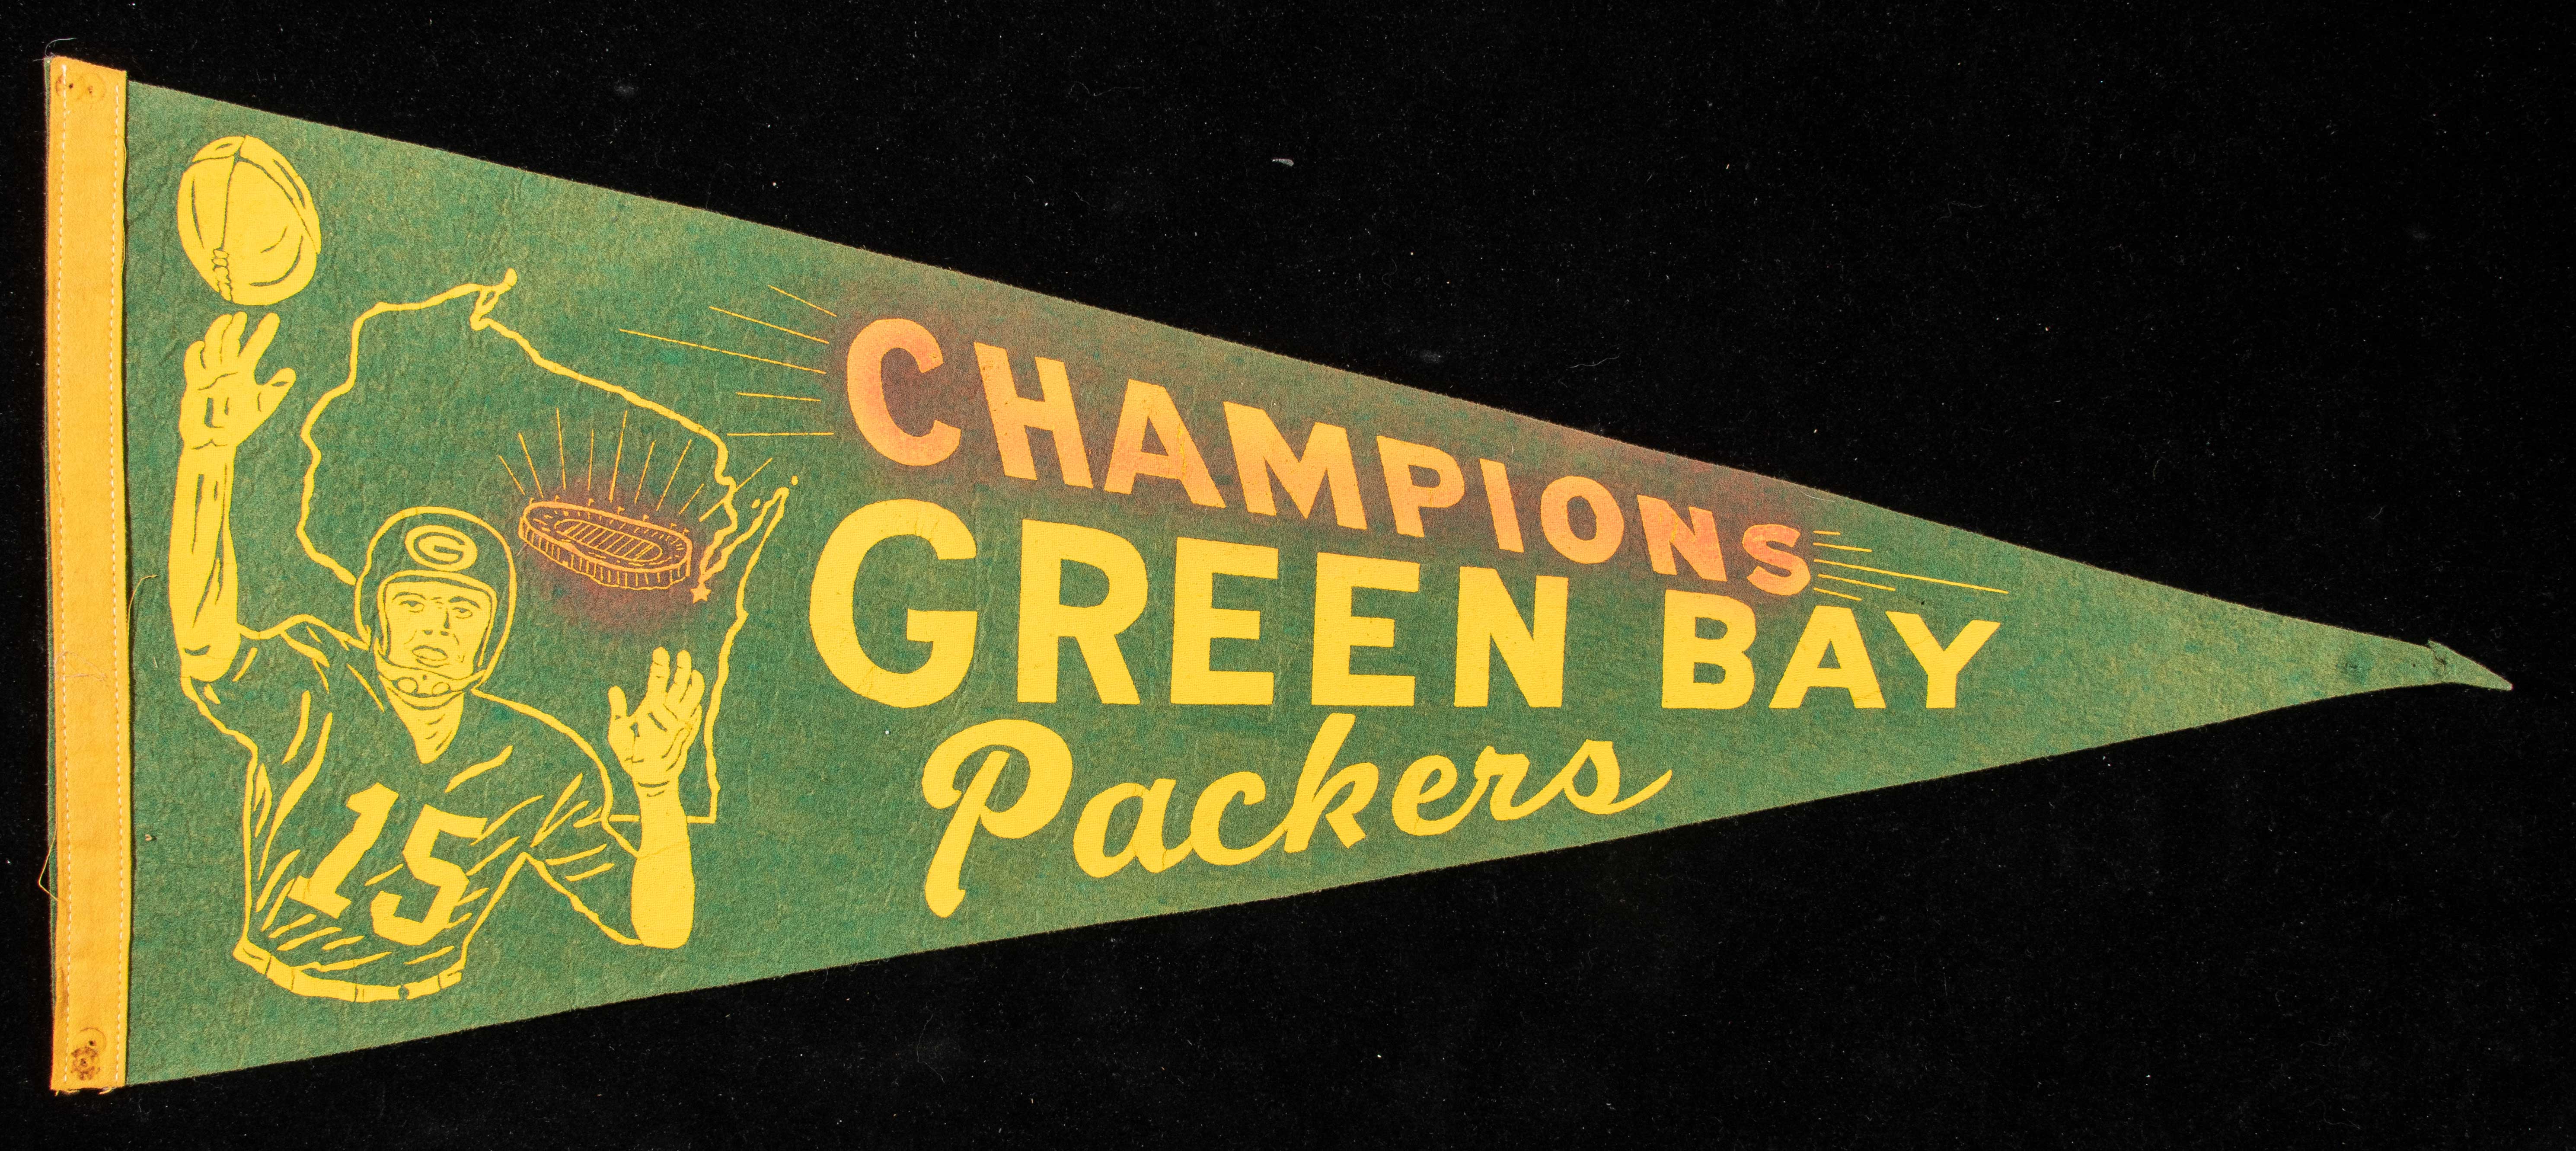 CHAMPIONS
GREEN BAY
Packers
G
15